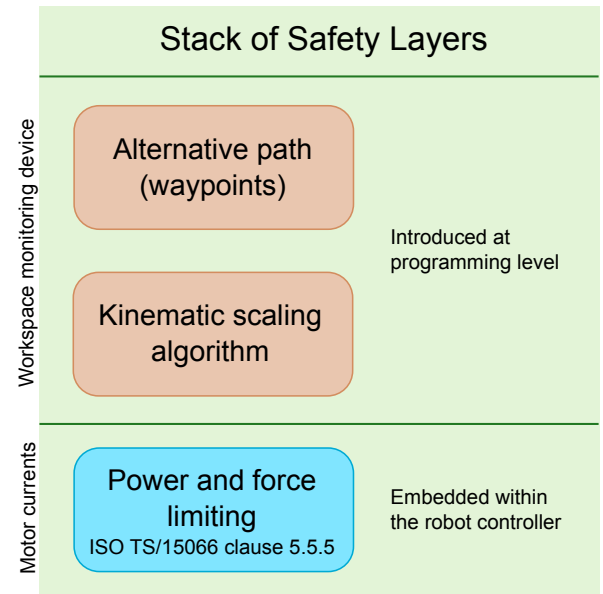 Stack of Safety Layers
Workspace monitoring device
Alternative path
(waypoints)
Introduced at
programming level
Kinematic scaling
algorithm
Motor currents
Power and force
limiting
ISO TS/15066 clause 5.5.5
Embedded within
the robot controller